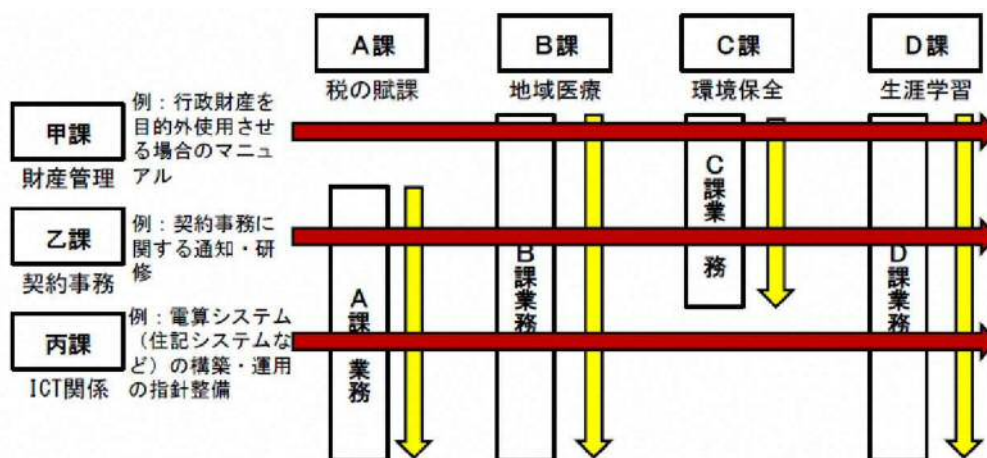 A課
B課
C課
D課
税の賦課
地域医療
環境保全
生涯学習
甲課
財産管理
例：行政財産を
目的外使用させ
る場合のマニュ
アル
乙課
契約事務
例：契約事務に
関する通知・研
修
丙課
ICT関係
例：電算システム
（住記システムな
ど）の構築・運用
の指針整備
A課業務
B課業務
C課業務
D課業務